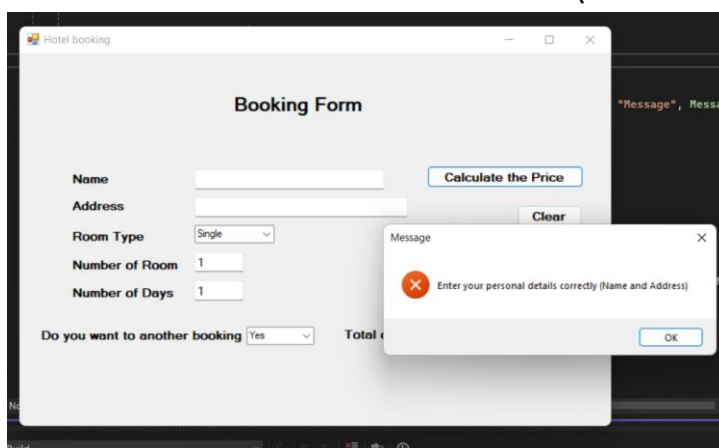 Hotel booking
Booking Form
"Message",
Name
Calculate the Price
Address
Clear
Room Type Single
Message
Number of Room 1
Enter your personal details correctly (Name and Address)
Number of Days 1
OK
Do you want to another booking Yes Total